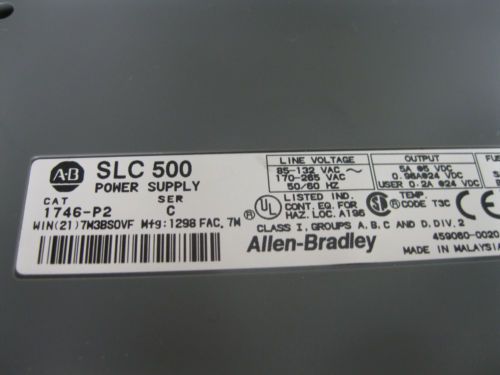 A-B SLC 500
POWER SUPPLY
CAT SER
1746-P2 C
WIN(21)7M3BSOVF Mfg:1298 FAC.7M
LINE VOLTAGE
85-132 VAC
170-265 VAC
50/60 HZ
OUTPUT
5A @5 VDC
0.96A@24 VDC
USER 0.2A @24 VDC
UL LISTED IND.
CONT. EQ. FOR
HAZ. LOC. A196
TEMP
CODE T3C
CLASS I, GROUPS A, B, C AND D, DIV. 2
Allen-Bradley
459060-0020
MADE IN MALAYSIA